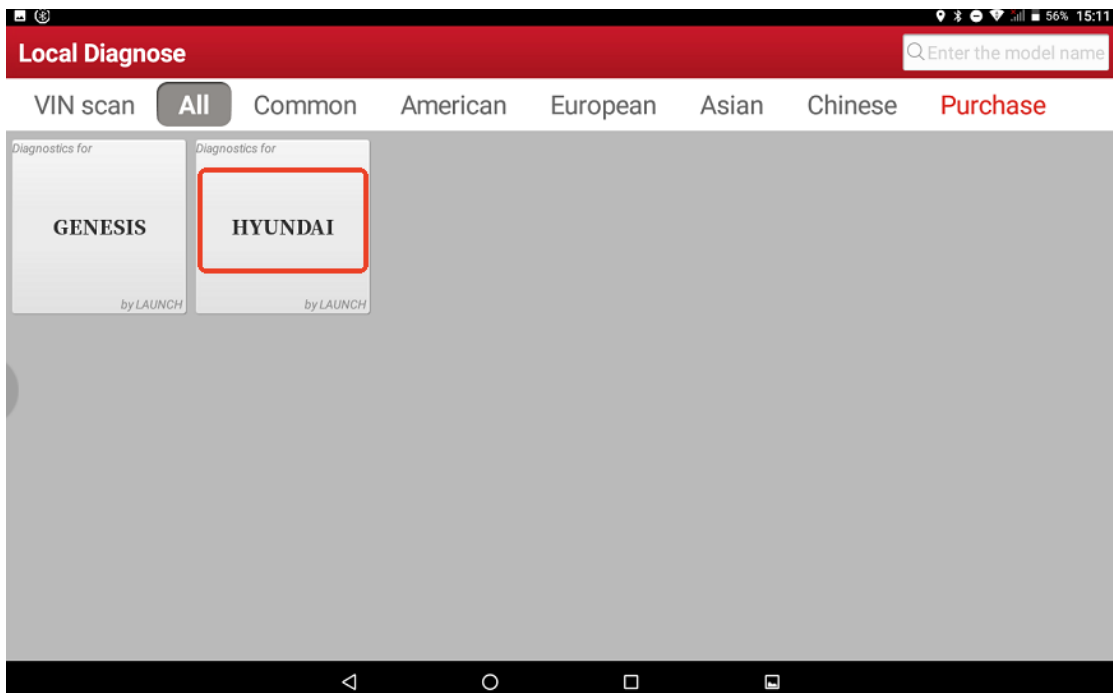 56% 15:11
Local Diagnose
Enter the model name
VIN scan All Common American European Asian Chinese Purchase
Diagnostics for
GENESIS
by LAUNCH
Diagnostics for
HYUNDAI
by LAUNCH